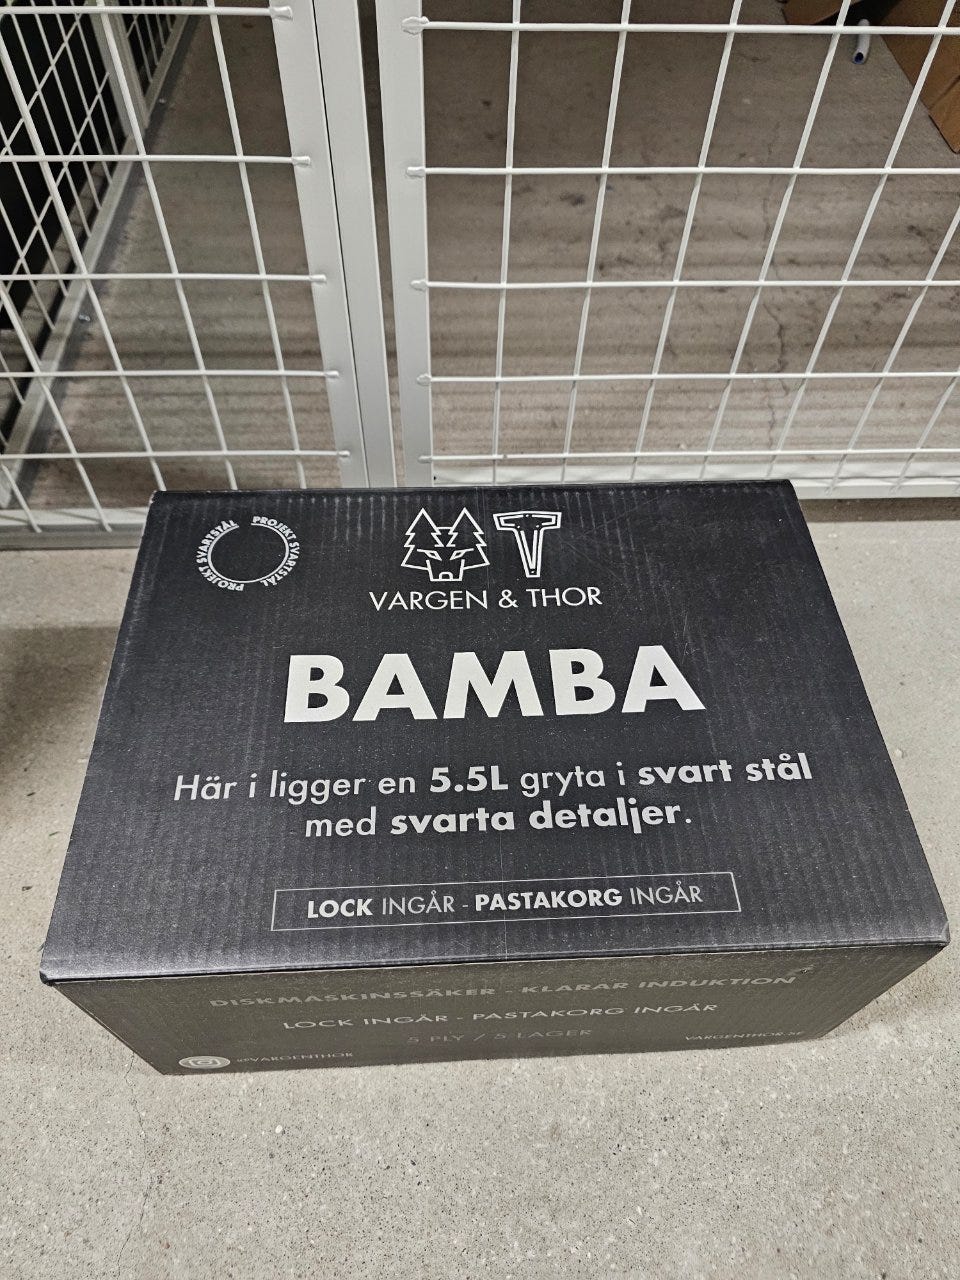 PROJEKT SVARTSTÅL PROJEKT SVARTSTÅL
VARGEN & THOR
BAMBA
Här i ligger en 5.5L gryta i svart stål
med svarta detaljer.
LOCK INGÅR - PASTAKORG INGÅR
DISKMASKINSSÄKER - KLARAR INDUKTION
LOCK INGÅR - PASTAKORG INGÅR
5 PLY / 5 LAGER
@VARGENTHOR
VARGENTHOR.SE